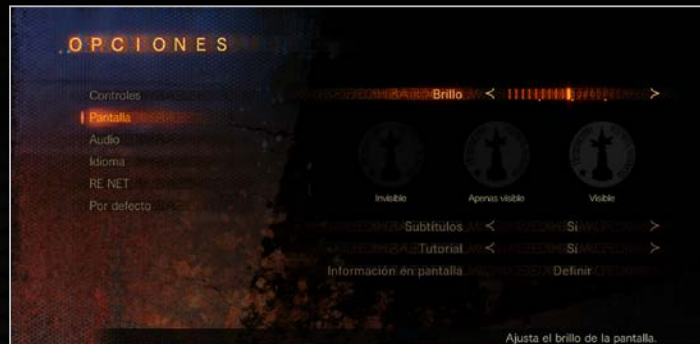 OPCIONES
Controles
Pantalla
Audio
Idioma
RE NET
Por defecto
Brillo < >
Invisible Apenas visible Visible
Subtítulos < Sí >
Tutorial < Sí >
Información en pantalla Definir
Ajusta el brillo de la pantalla.